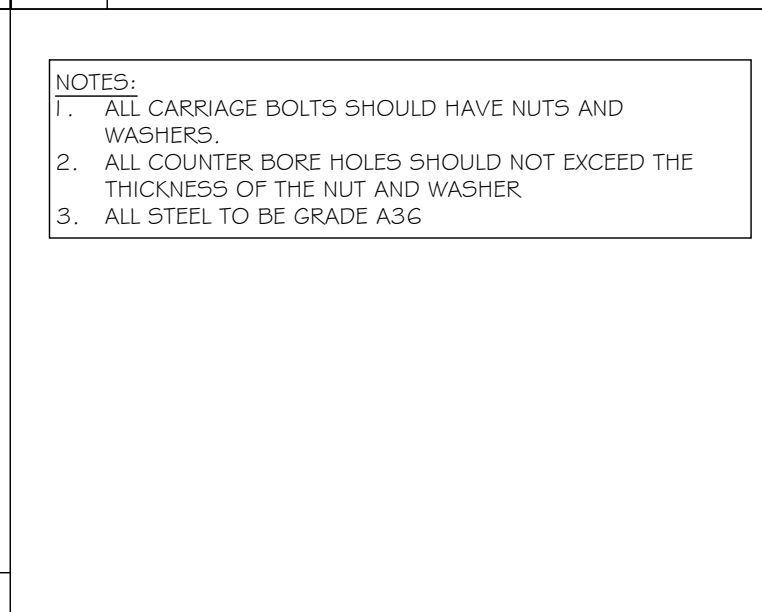 NOTES:
1. ALL CARRIAGE BOLTS SHOULD HAVE NUTS AND
WASHERS.
2. ALL COUNTER BORE HOLES SHOULD NOT EXCEED THE
THICKNESS OF THE NUT AND WASHER
3. ALL STEEL TO BE GRADE A36